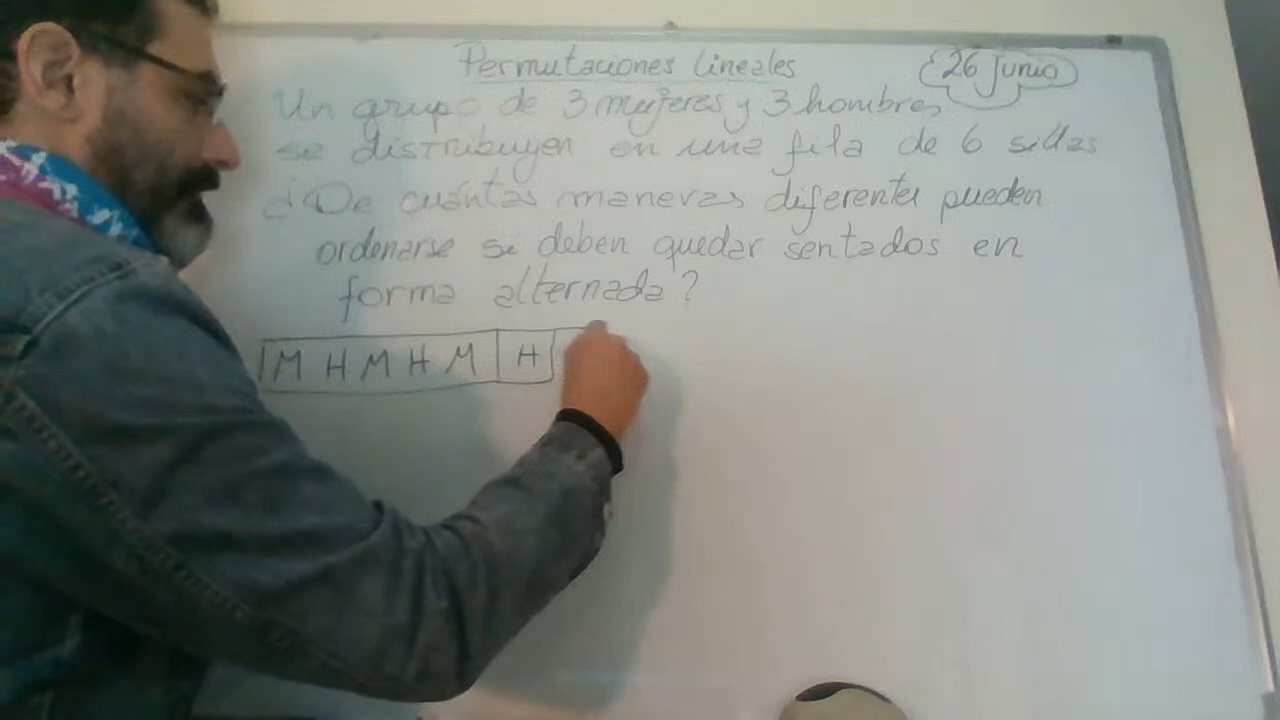 Permutaciones lineales
26 Junio
Un grupo de 3 mujeres y 3 hombres
se distribuyen en una fila de 6 sillas
¿De cuántas maneras diferentes pueden
ordenarse se deben quedar sentados en
forma alternada?
M H M H M H